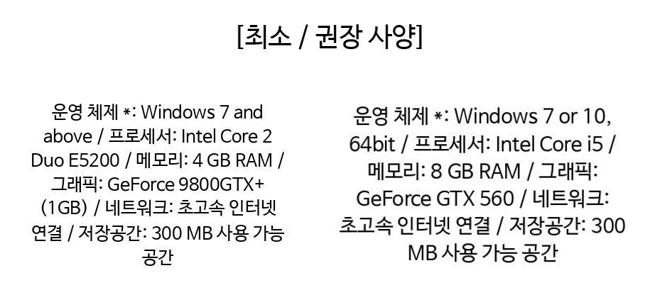 [최소 / 권장 사양]
운영 체제 *: Windows 7 and
above / 프로세서: Intel Core 2
Duo E5200 / 메모리: 4 GB RAM /
그래픽: GeForce 9800GTX+
(1GB) / 네트워크: 초고속 인터넷
연결 / 저장공간: 300 MB 사용 가능
공간
운영 체제 *: Windows 7 or 10,
64bit / 프로세서: Intel Core i5 /
메모리: 8 GB RAM / 그래픽:
GeForce GTX 560 / 네트워크:
초고속 인터넷 연결 / 저장공간: 300
MB 사용 가능 공간